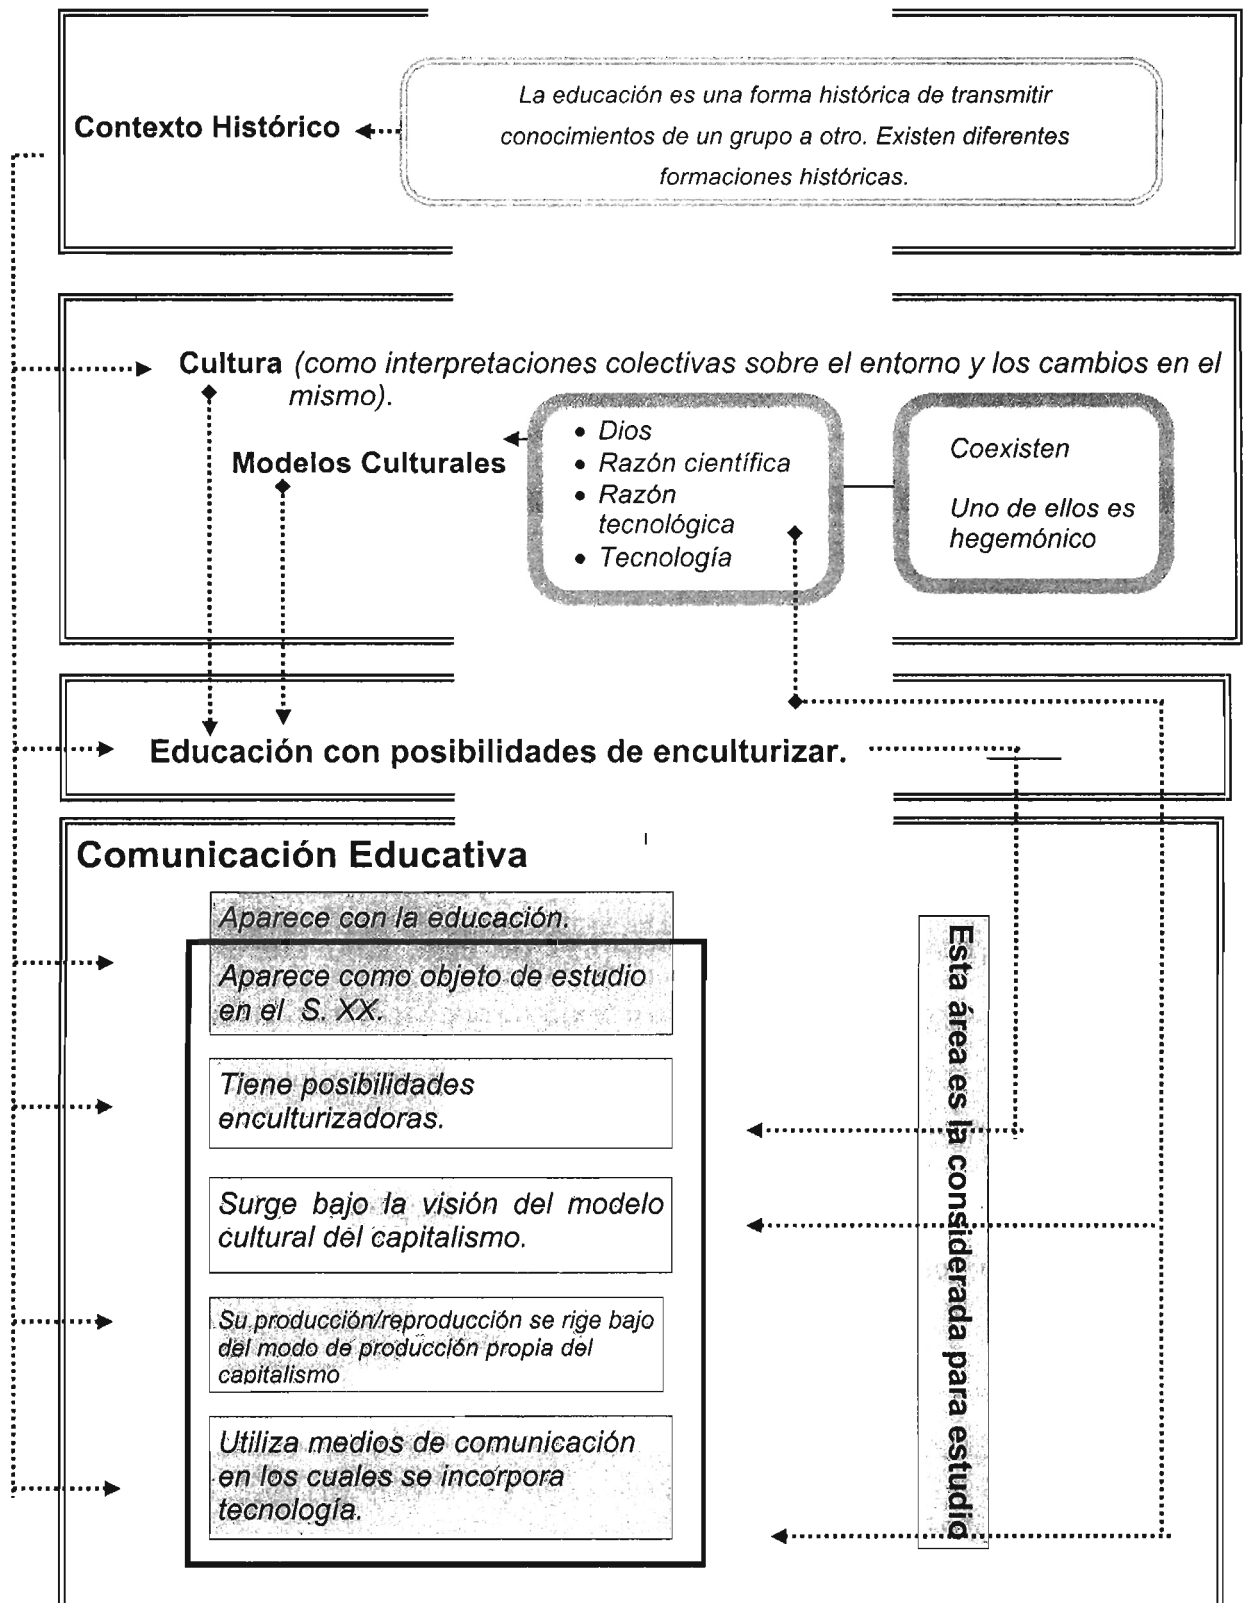 La educación es una forma histórica de transmitir
Contexto Histórico
conocimientos de un grupo a otro. Existen diferentes
formaciones históricas.
Cultura (como interpretaciones colectivas sobre el entorno y los cambios en el
mismo).
Modelos Culturales
• Dios
• Razón científica
• Razón
tecnológica
• Tecnología
Coexisten
Uno de ellos es
hegemónico
Educación con posibilidades de enculturizar.
Comunicación Educativa
Aparece con la educación.
Aparece como objeto de estudio
en el S. XX.
Tiene posibilidades
enculturizadoras.
Surge bajo la visión del modelo
cultural del capitalismo.
Su producción/reproducción se rige bajo
del modo de producción propia del
capitalismo
Utiliza medios de comunicación
en los cuales se incorpora
tecnología.
Esta área es la considerada para estudio